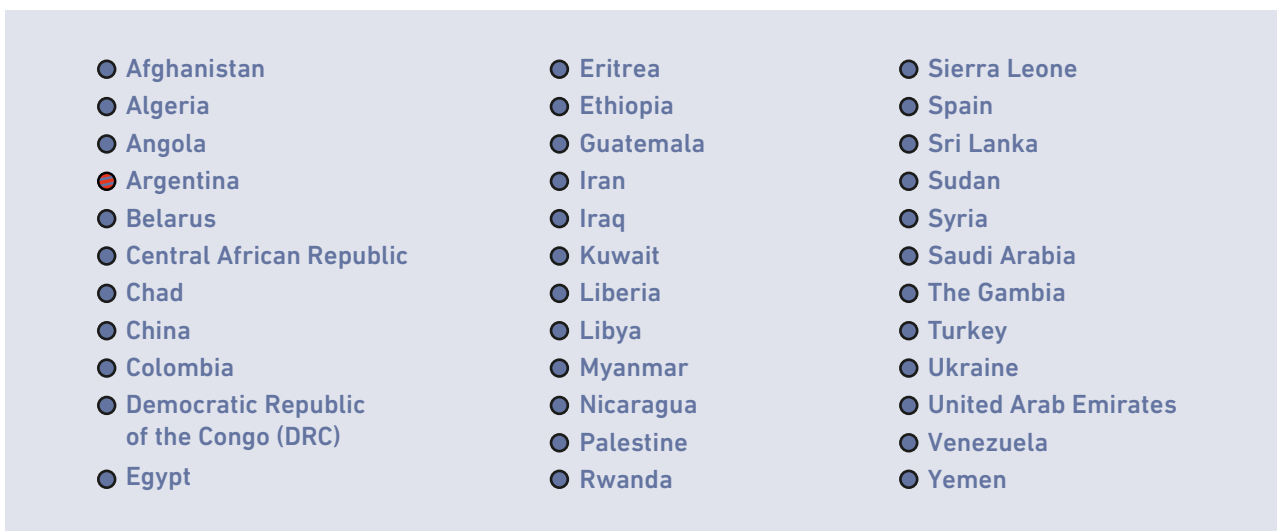 Afghanistan
Algeria
Angola
Argentina
Belarus
Central African Republic
Chad
China
Colombia
Democratic Republic
of the Congo (DRC)
Egypt
Eritrea
Ethiopia
Guatemala
Iran
Iraq
Kuwait
Liberia
Libya
Myanmar
Nicaragua
Palestine
Rwanda
Sierra Leone
Spain
Sri Lanka
Sudan
Syria
Saudi Arabia
The Gambia
Turkey
Ukraine
United Arab Emirates
Venezuela
Yemen